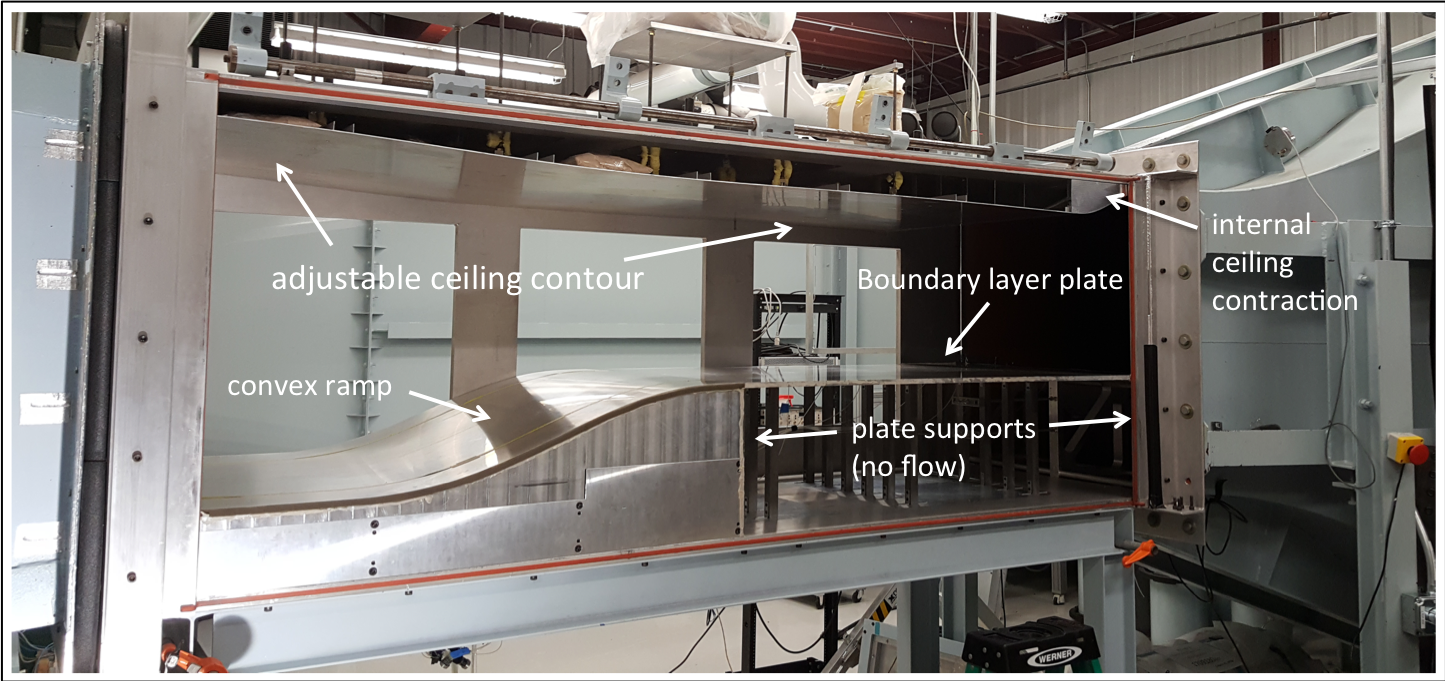 internal
ceiling
contraction
adjustable ceiling contour
Boundary layer plate
convex ramp
plate supports
(no flow)
WERNER